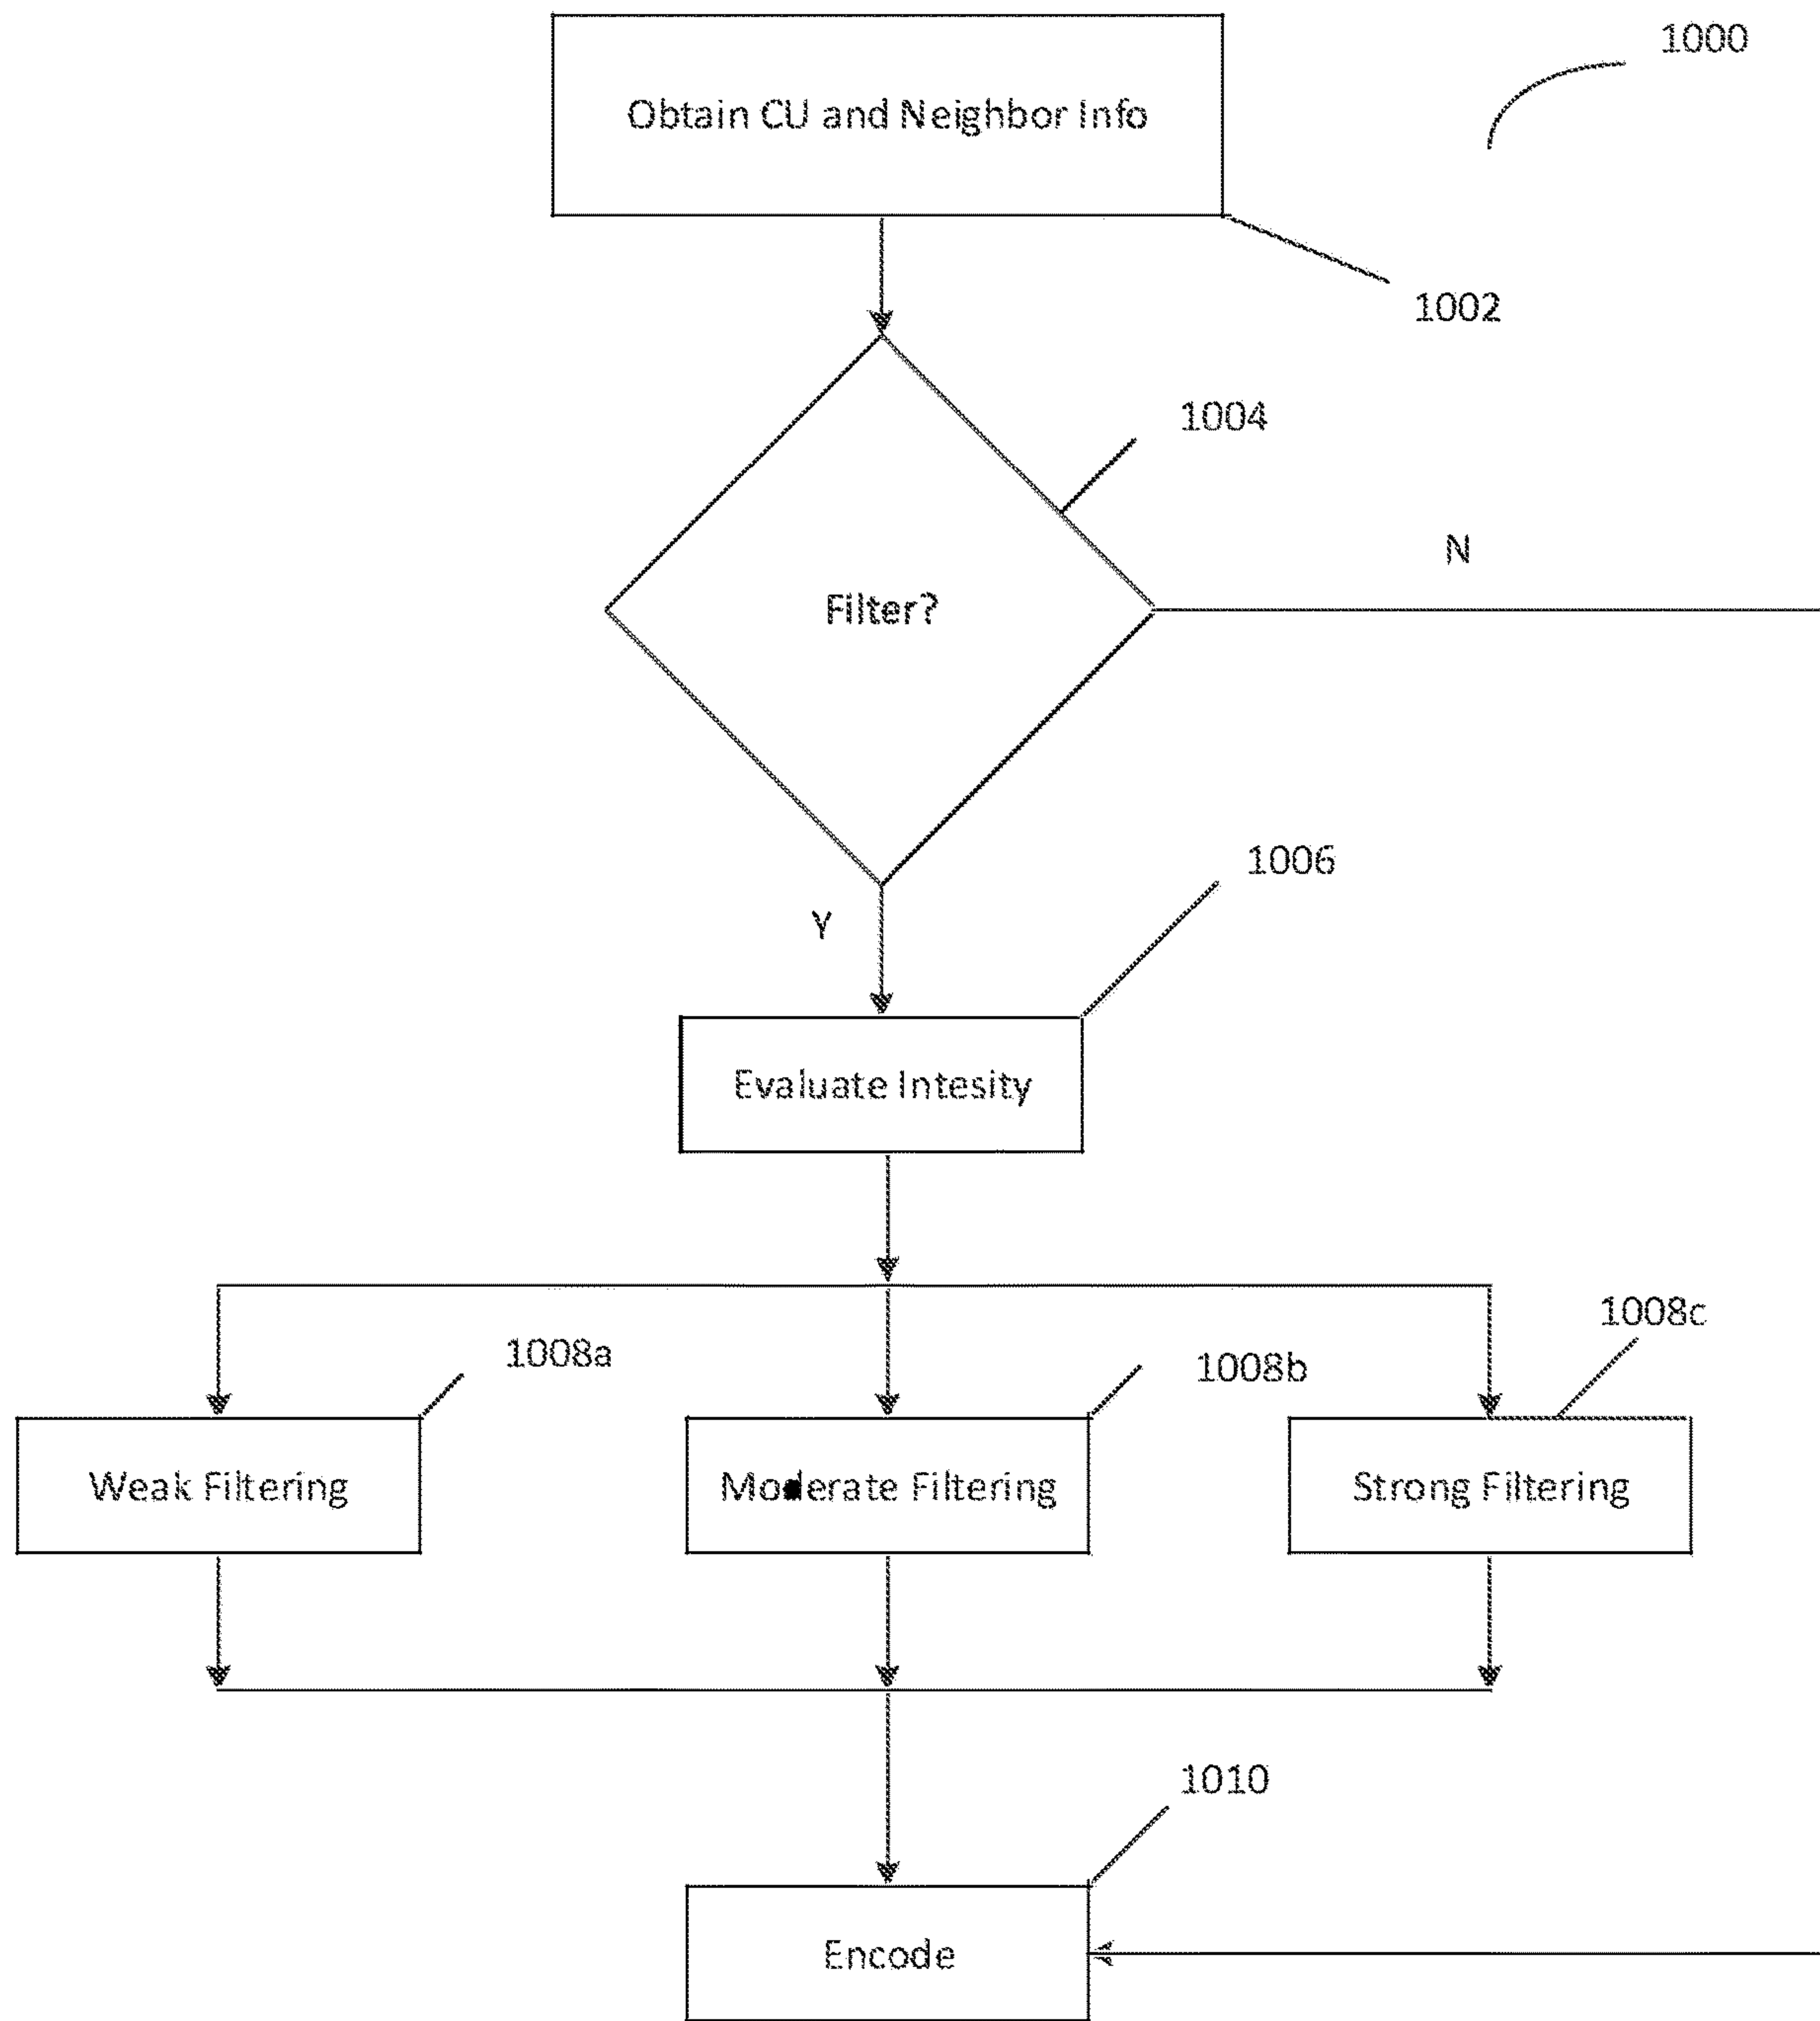 1000
Obtain CU and Neighbor Info
1002
1004
N
Filter?
1006
Y
Evaluate Intesity
1008c
1008a
1008b
Weak Filtering
Moderate Filtering
Strong Filtering
1010
Encode